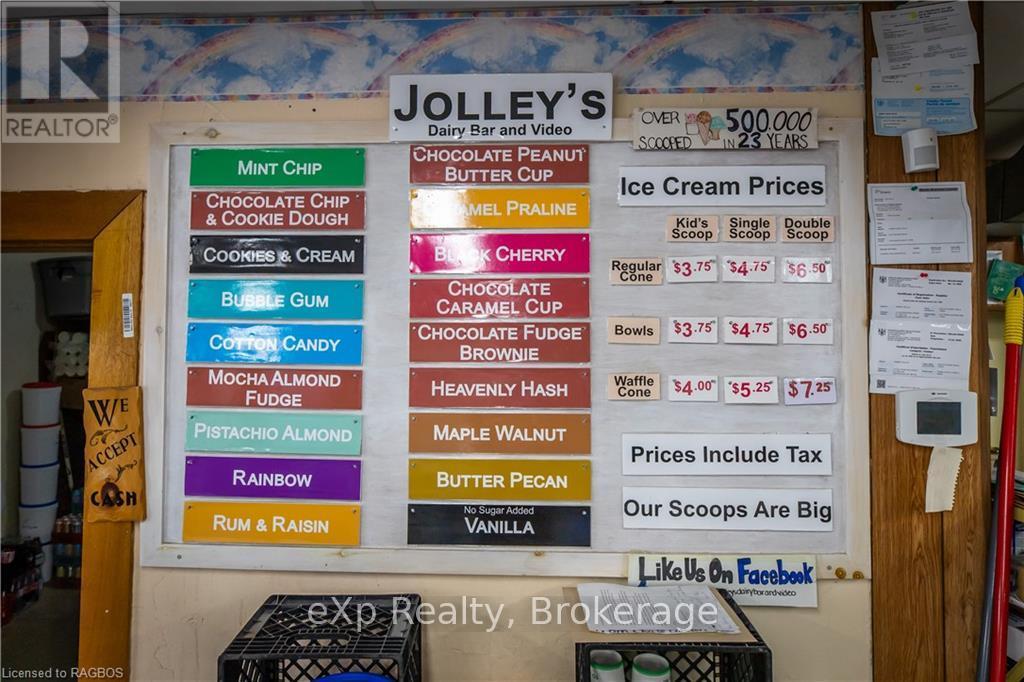 R
REALTOR®
JOLLEY'S
Dairy Bar and Video
OVER 500.000
SCOOPED IN 23 YEARS
MINT CHIP
CHOCOLATE CHIP
& COOKIE DOUGH
COOKIES & CREAM
BUBBLE GUM
COTTON CANDY
MOCHA ALMOND
FUDGE
PISTACHIO ALMOND
RAINBOW
RUM & RAISIN
CHOCOLATE PEANUT
BUTTER CUP
PRALINE
BLACK CHERRY
CHOCOLATE
CARAMEL CUP
CHOCOLATE FUDGE
BROWNIE
HEAVENLY HASH
MAPLE WALNUT
BUTTER PECAN
No Sugar Added
VANILLA
Ice Cream Prices
Kid's Scoop Single Scoop Double Scoop
Regular Cone $3.75 $4.75 $6.50
Bowls $3.75 $4.75 $6.50
Waffle Cone $4.00 $5.25 $7.25
Prices Include Tax
Our Scoops Are Big
Like Us On Facebook
WE
ACCEPT
CASH
eXp Realty, Brokerage
Licensed to RAGBOS